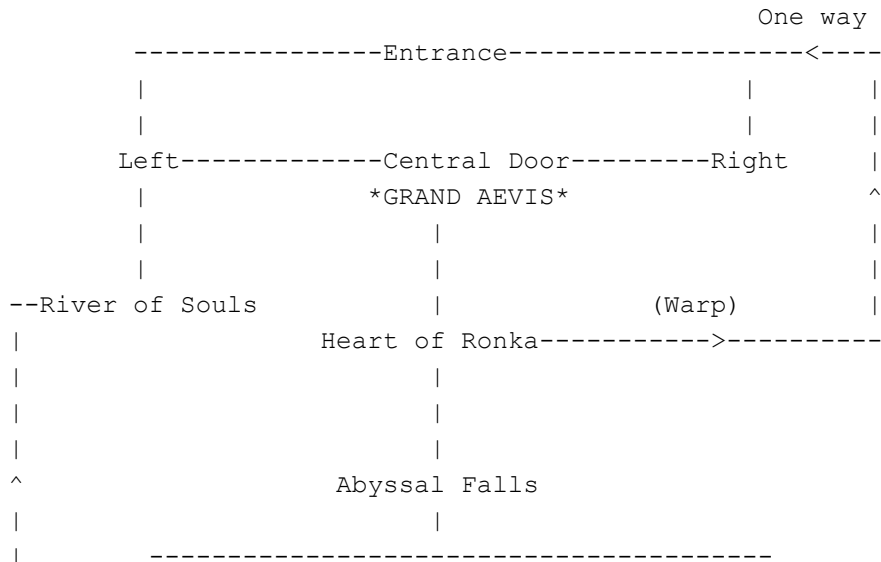 One way
----------------Entrance-------------------<----
| | |
| | |
Left-------------Central Door---------Right |
| *GRAND AEVIS* ^
| | |
| | |
--River of Souls | (Warp) |
| Heart of Ronka----------->----------
| |
| |
| |
^ Abyssal Falls
| |
| ----------------------------------------